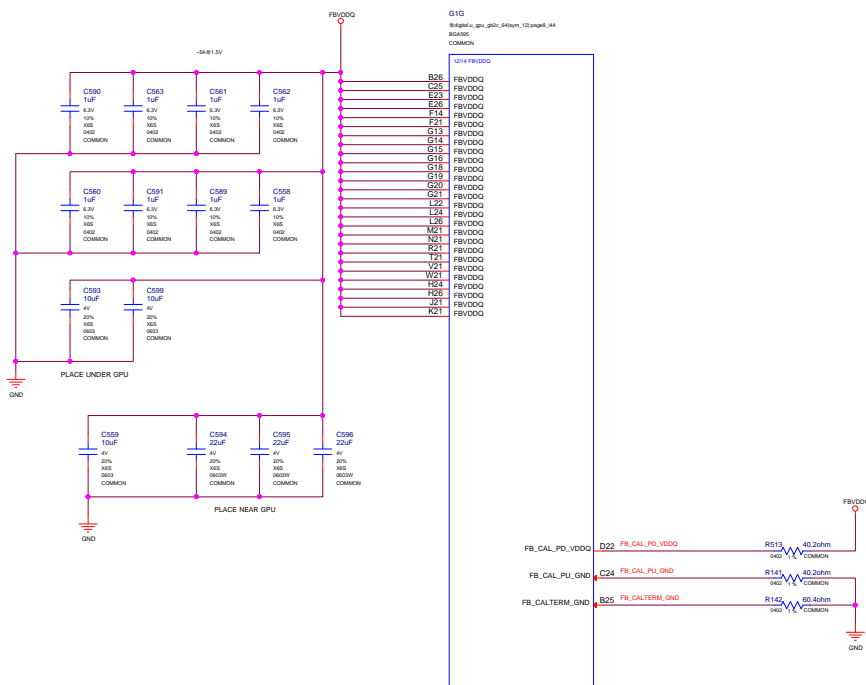 FBVDDQ
G1G
@digital.u_gpu_gb2c_64(sym_12):page8_i44
BGA595
COMMON
~5A@1.5V
12/14 FBVDDQ
C590
1uF
6.3V
10%
X6S
0402
COMMON
C563
1uF
6.3V
10%
X6S
0402
COMMON
C561
1uF
6.3V
10%
X6S
0402
COMMON
C562
1uF
6.3V
10%
X6S
0402
COMMON
B26 FBVDDQ
C25 FBVDDQ
E23 FBVDDQ
E26 FBVDDQ
F14 FBVDDQ
F21 FBVDDQ
G13 FBVDDQ
G14 FBVDDQ
G15 FBVDDQ
G16 FBVDDQ
G18 FBVDDQ
G19 FBVDDQ
G20 FBVDDQ
G21 FBVDDQ
L22 FBVDDQ
L24 FBVDDQ
L26 FBVDDQ
M21 FBVDDQ
N21 FBVDDQ
R21 FBVDDQ
T21 FBVDDQ
V21 FBVDDQ
W21 FBVDDQ
H24 FBVDDQ
H26 FBVDDQ
J21 FBVDDQ
K21 FBVDDQ
C560
1uF
6.3V
10%
X6S
0402
COMMON
C591
1uF
6.3V
10%
X6S
0402
COMMON
C589
1uF
6.3V
10%
X6S
0402
COMMON
C558
1uF
6.3V
10%
X6S
0402
COMMON
C593
10uF
4V
20%
X6S
0603
COMMON
C599
10uF
4V
20%
X6S
0603
COMMON
PLACE UNDER GPU
GND
C559
10uF
4V
20%
X6S
0603
COMMON
C594
22uF
4V
20%
X6S
0603W
COMMON
C595
22uF
4V
20%
X6S
0603W
COMMON
C596
22uF
4V
20%
X6S
0603W
COMMON
PLACE NEAR GPU
GND
FBVDDQ
FB_CAL_PD_VDDQ D22 FB_CAL_PD_VDDQ R513 40.2ohm
0402 1 % COMMON
FB_CAL_PU_GND C24 FB_CAL_PU_GND R141 40.2ohm
0402 1 % COMMON
FB_CALTERM_GND B25 FB_CALTERM_GND R142 60.4ohm
0402 1 % COMMON
GND